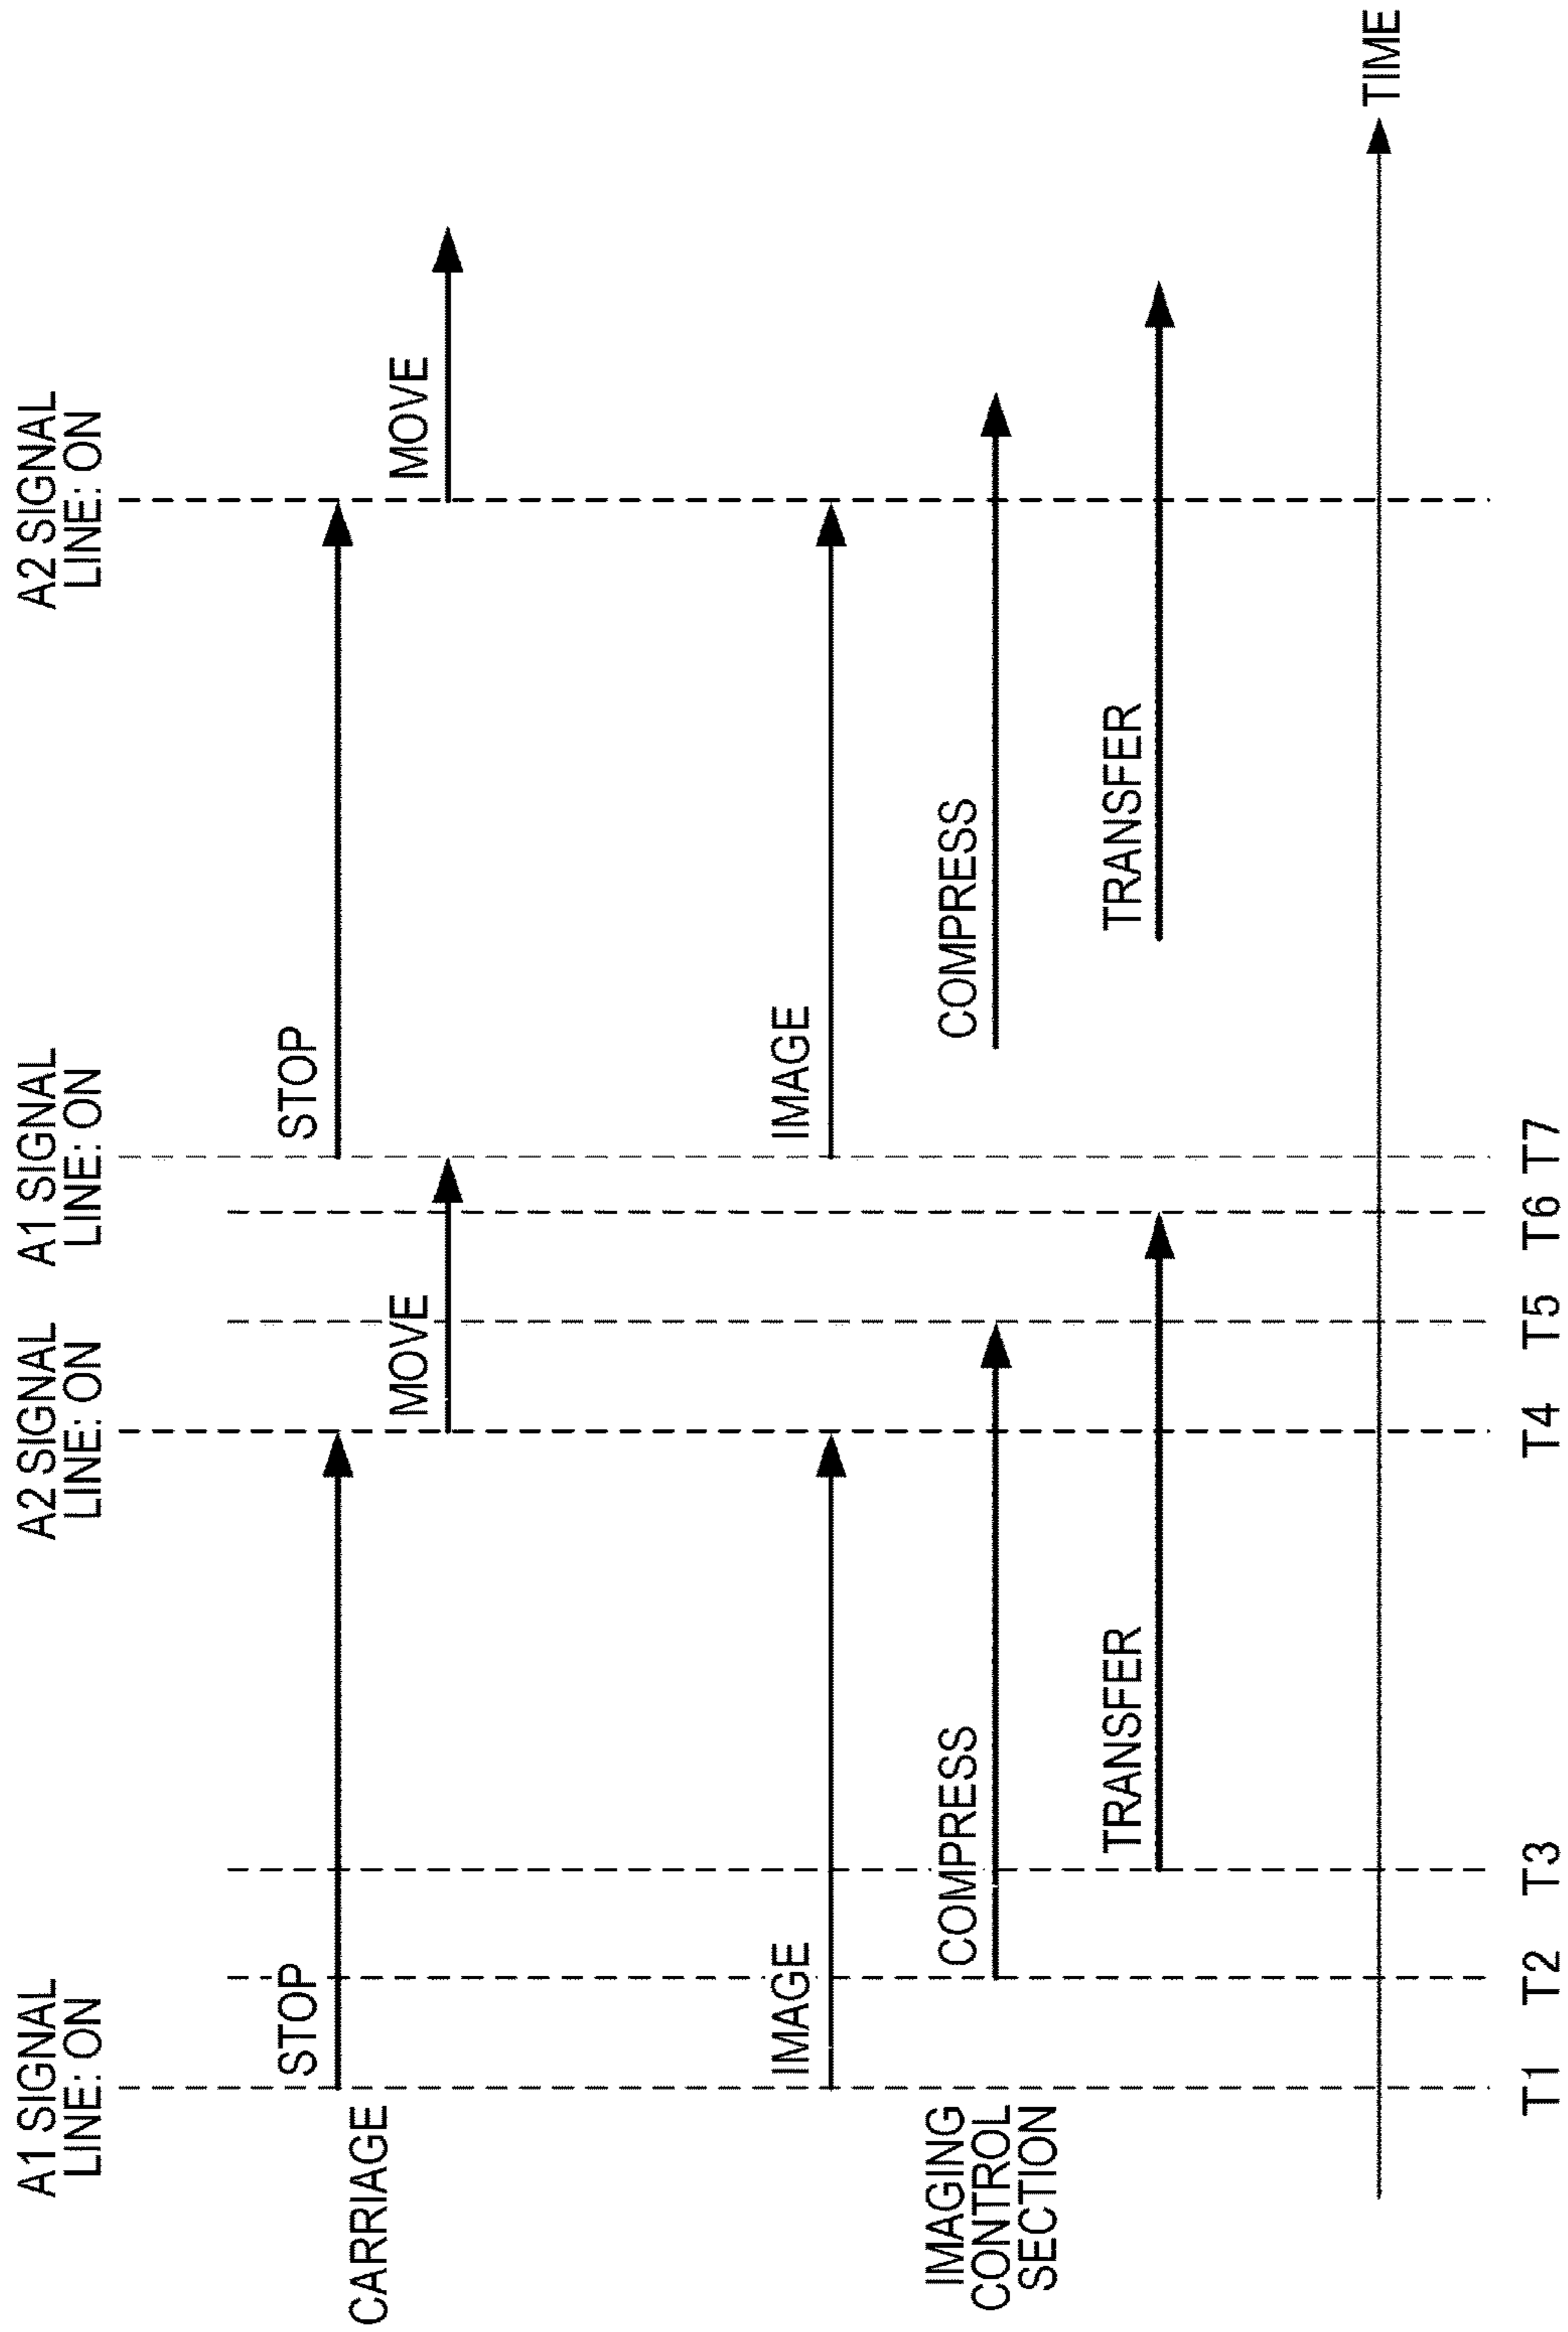 A1 SIGNAL
LINE: ON
A2 SIGNAL
LINE: ON
A1 SIGNAL
LINE: ON
A2 SIGNAL
LINE: ON
CARRIAGE
STOP
STOP
MOVE
MOVE
IMAGING
CONTROL
SECTION
IMAGE
IMAGE
COMPRESS
COMPRESS
TRANSFER
TRANSFER
TIME
T1 T2 T3 T4 T5 T6 T7